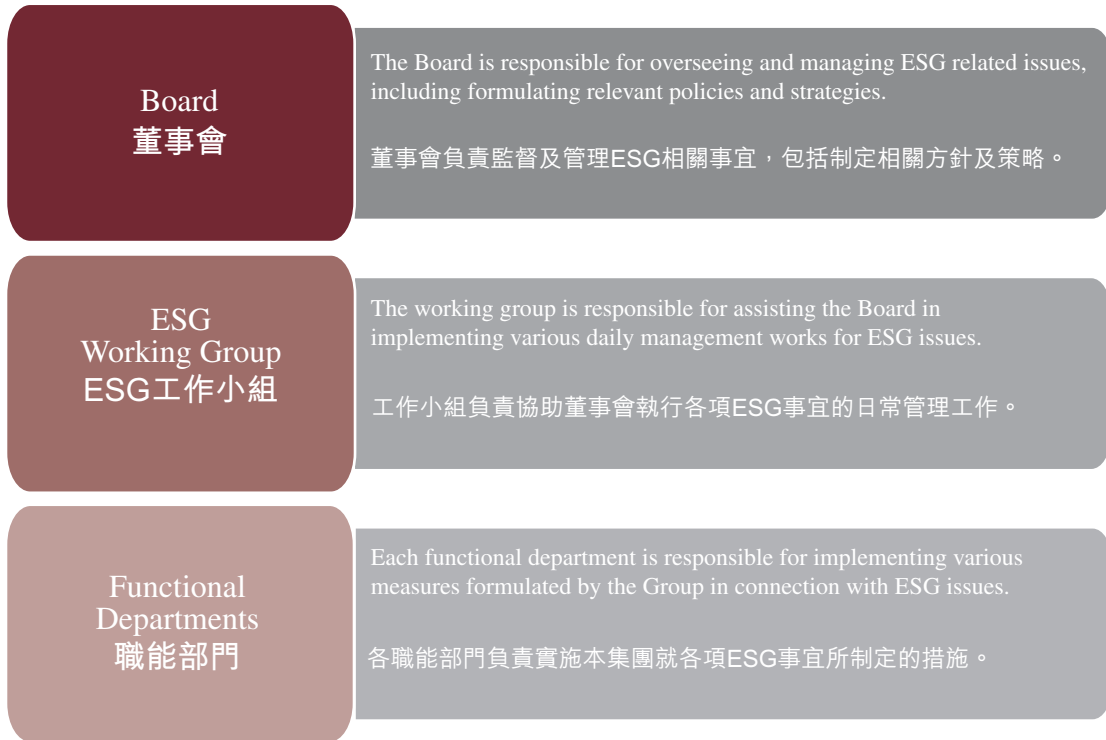 Board
董事會
The Board is responsible for overseeing and managing ESG related issues,
including formulating relevant policies and strategies.
董事會負責監督及管理ESG相關事宜，包括制定相關方針及策略。
ESG
Working Group
ESG工作小組
The working group is responsible for assisting the Board in
implementing various daily management works for ESG issues.
工作小組負責協助董事會執行各項ESG事宜的日常管理工作。
Functional
Departments
職能部門
Each functional department is responsible for implementing various
measures formulated by the Group in connection with ESG issues.
各職能部門負責實施本集團就各項ESG事宜所制定的措施。